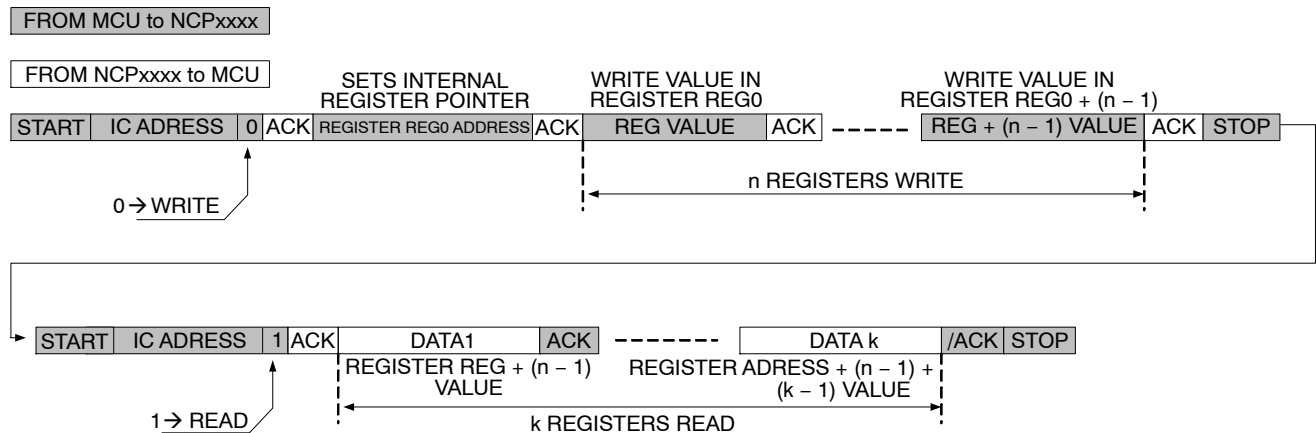 FROM MCU to NCPxxxx
FROM NCPxxxx to MCU
SETS INTERNAL
REGISTER POINTER
WRITE VALUE IN
REGISTER REG0
WRITE VALUE IN
REGISTER REG0 + (n − 1)
START IC ADRESS 0 ACK REGISTER REG0 ADDRESS ACK REG VALUE ACK REG + (n − 1) VALUE ACK STOP
n REGISTERS WRITE
0 → WRITE
START IC ADRESS 1 ACK DATA1 ACK DATA k /ACK STOP
REGISTER REG + (n − 1)
VALUE
REGISTER ADRESS + (n − 1) +
(k − 1) VALUE
1 → READ
k REGISTERS READ